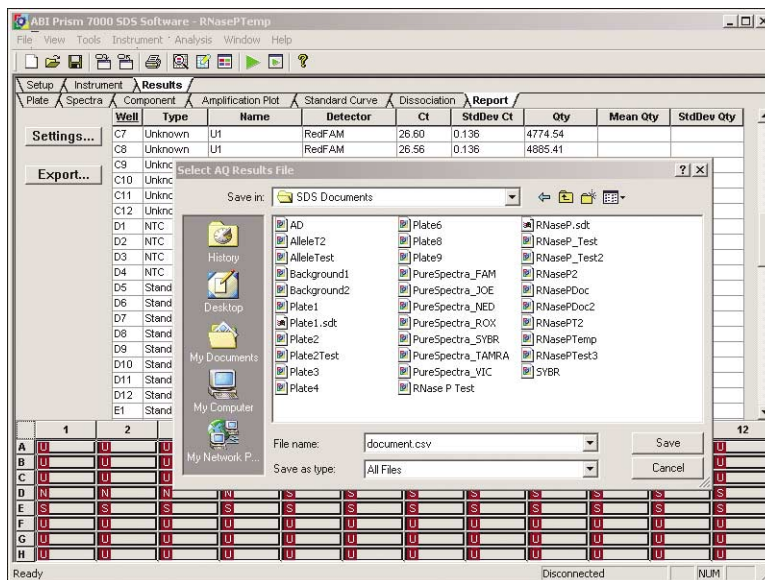 ABI Prism 7000 SDS Software - RNasePTemp
File View Tools Instrument Analysis Window Help
Setup Instrument Results
Plate Spectra Component Amplification Plot Standard Curve Dissociation Report
Settings...
Export...
Well Type Name Detector Ct StdDev Ct Qty Mean Qty StdDev Qty
C7 Unknown U1 RedFAM 26.60 0.136 4774.54
C8 Unknown U1 RedFAM 26.56 0.136 4885.41
C9 Unknc
C10 Unknc
C11 Unknc
C12 Unknc
D1 NTC
D2 NTC
D3 NTC
D4 NTC
D5 Stand
D6 Stand
D7 Stand
D8 Stand
D9 Stand
D10 Stand
D11 Stand
D12 Stand
E1 Stand
Select AQ Results File
Save in: SDS Documents
History
Desktop
My Documents
My Computer
My Network P...
AD
AlleleT2
AlleleTest
Background1
Background2
Plate1
Plate1.sdt
Plate2
Plate2Test
Plate3
Plate4
Plate6
Plate8
Plate9
PureSpectra_FAM
PureSpectra_JOE
PureSpectra_NED
PureSpectra_ROX
PureSpectra_SYBR
PureSpectra_TAMRA
PureSpectra_VIC
RNase P Test
RNaseP.sdt
RNaseP_Test
RNaseP_Test2
RNaseP2
RNasePDoc
RNasePDoc2
RNasePT2
RNasePTemp
RNasePTest3
SYBR
File name: document.csv Save
Save as type: All Files Cancel
1 2 12
A U U U
B U U U
C U U U
D N N N N S S S S S S S S
E S S S S S S S S S S S S
F U U U U U U U U U U U U
G U U U U U U U U U U U U
H U U U U U U U U U U U U
Ready Disconnected NUM